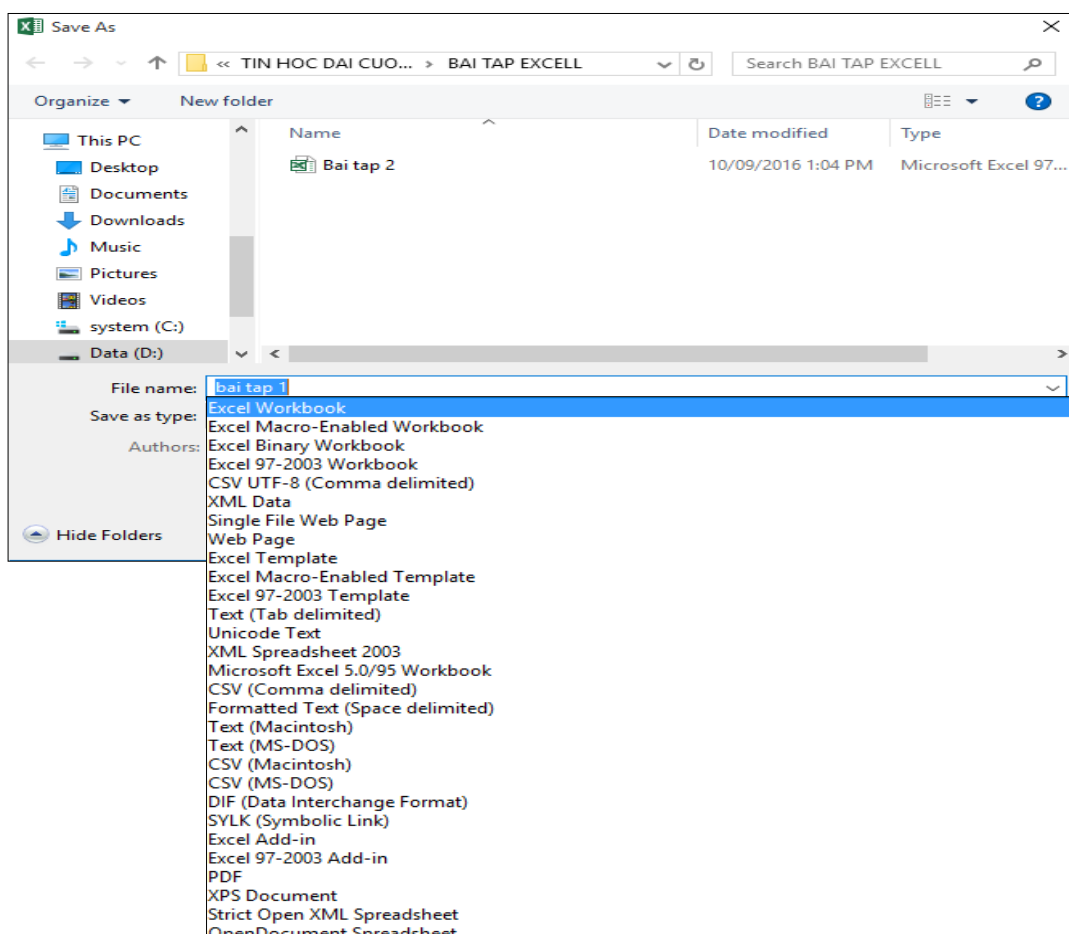 Save As
« TIN HOC DAI CUO... > BAI TAP EXCELL
Search BAI TAP EXCELL
Organize
New folder
?
Name
Date modified
Type
This PC
Desktop
Documents
Downloads
Music
Pictures
Videos
system (C:)
Data (D:)
Bai tap 2
10/09/2016 1:04 PM
Microsoft Excel 97...
File name: bai tap 1
Save as type:
Authors:
Hide Folders
Excel Workbook
Excel Macro-Enabled Workbook
Excel Binary Workbook
Excel 97-2003 Workbook
CSV UTF-8 (Comma delimited)
XML Data
Single File Web Page
Web Page
Excel Template
Excel Macro-Enabled Template
Excel 97-2003 Template
Text (Tab delimited)
Unicode Text
XML Spreadsheet 2003
Microsoft Excel 5.0/95 Workbook
CSV (Comma delimited)
Formatted Text (Space delimited)
Text (Macintosh)
Text (MS-DOS)
CSV (Macintosh)
CSV (MS-DOS)
DIF (Data Interchange Format)
SYLK (Symbolic Link)
Excel Add-in
Excel 97-2003 Add-in
PDF
XPS Document
Strict Open XML Spreadsheet
OpenDocument Spreadsheet